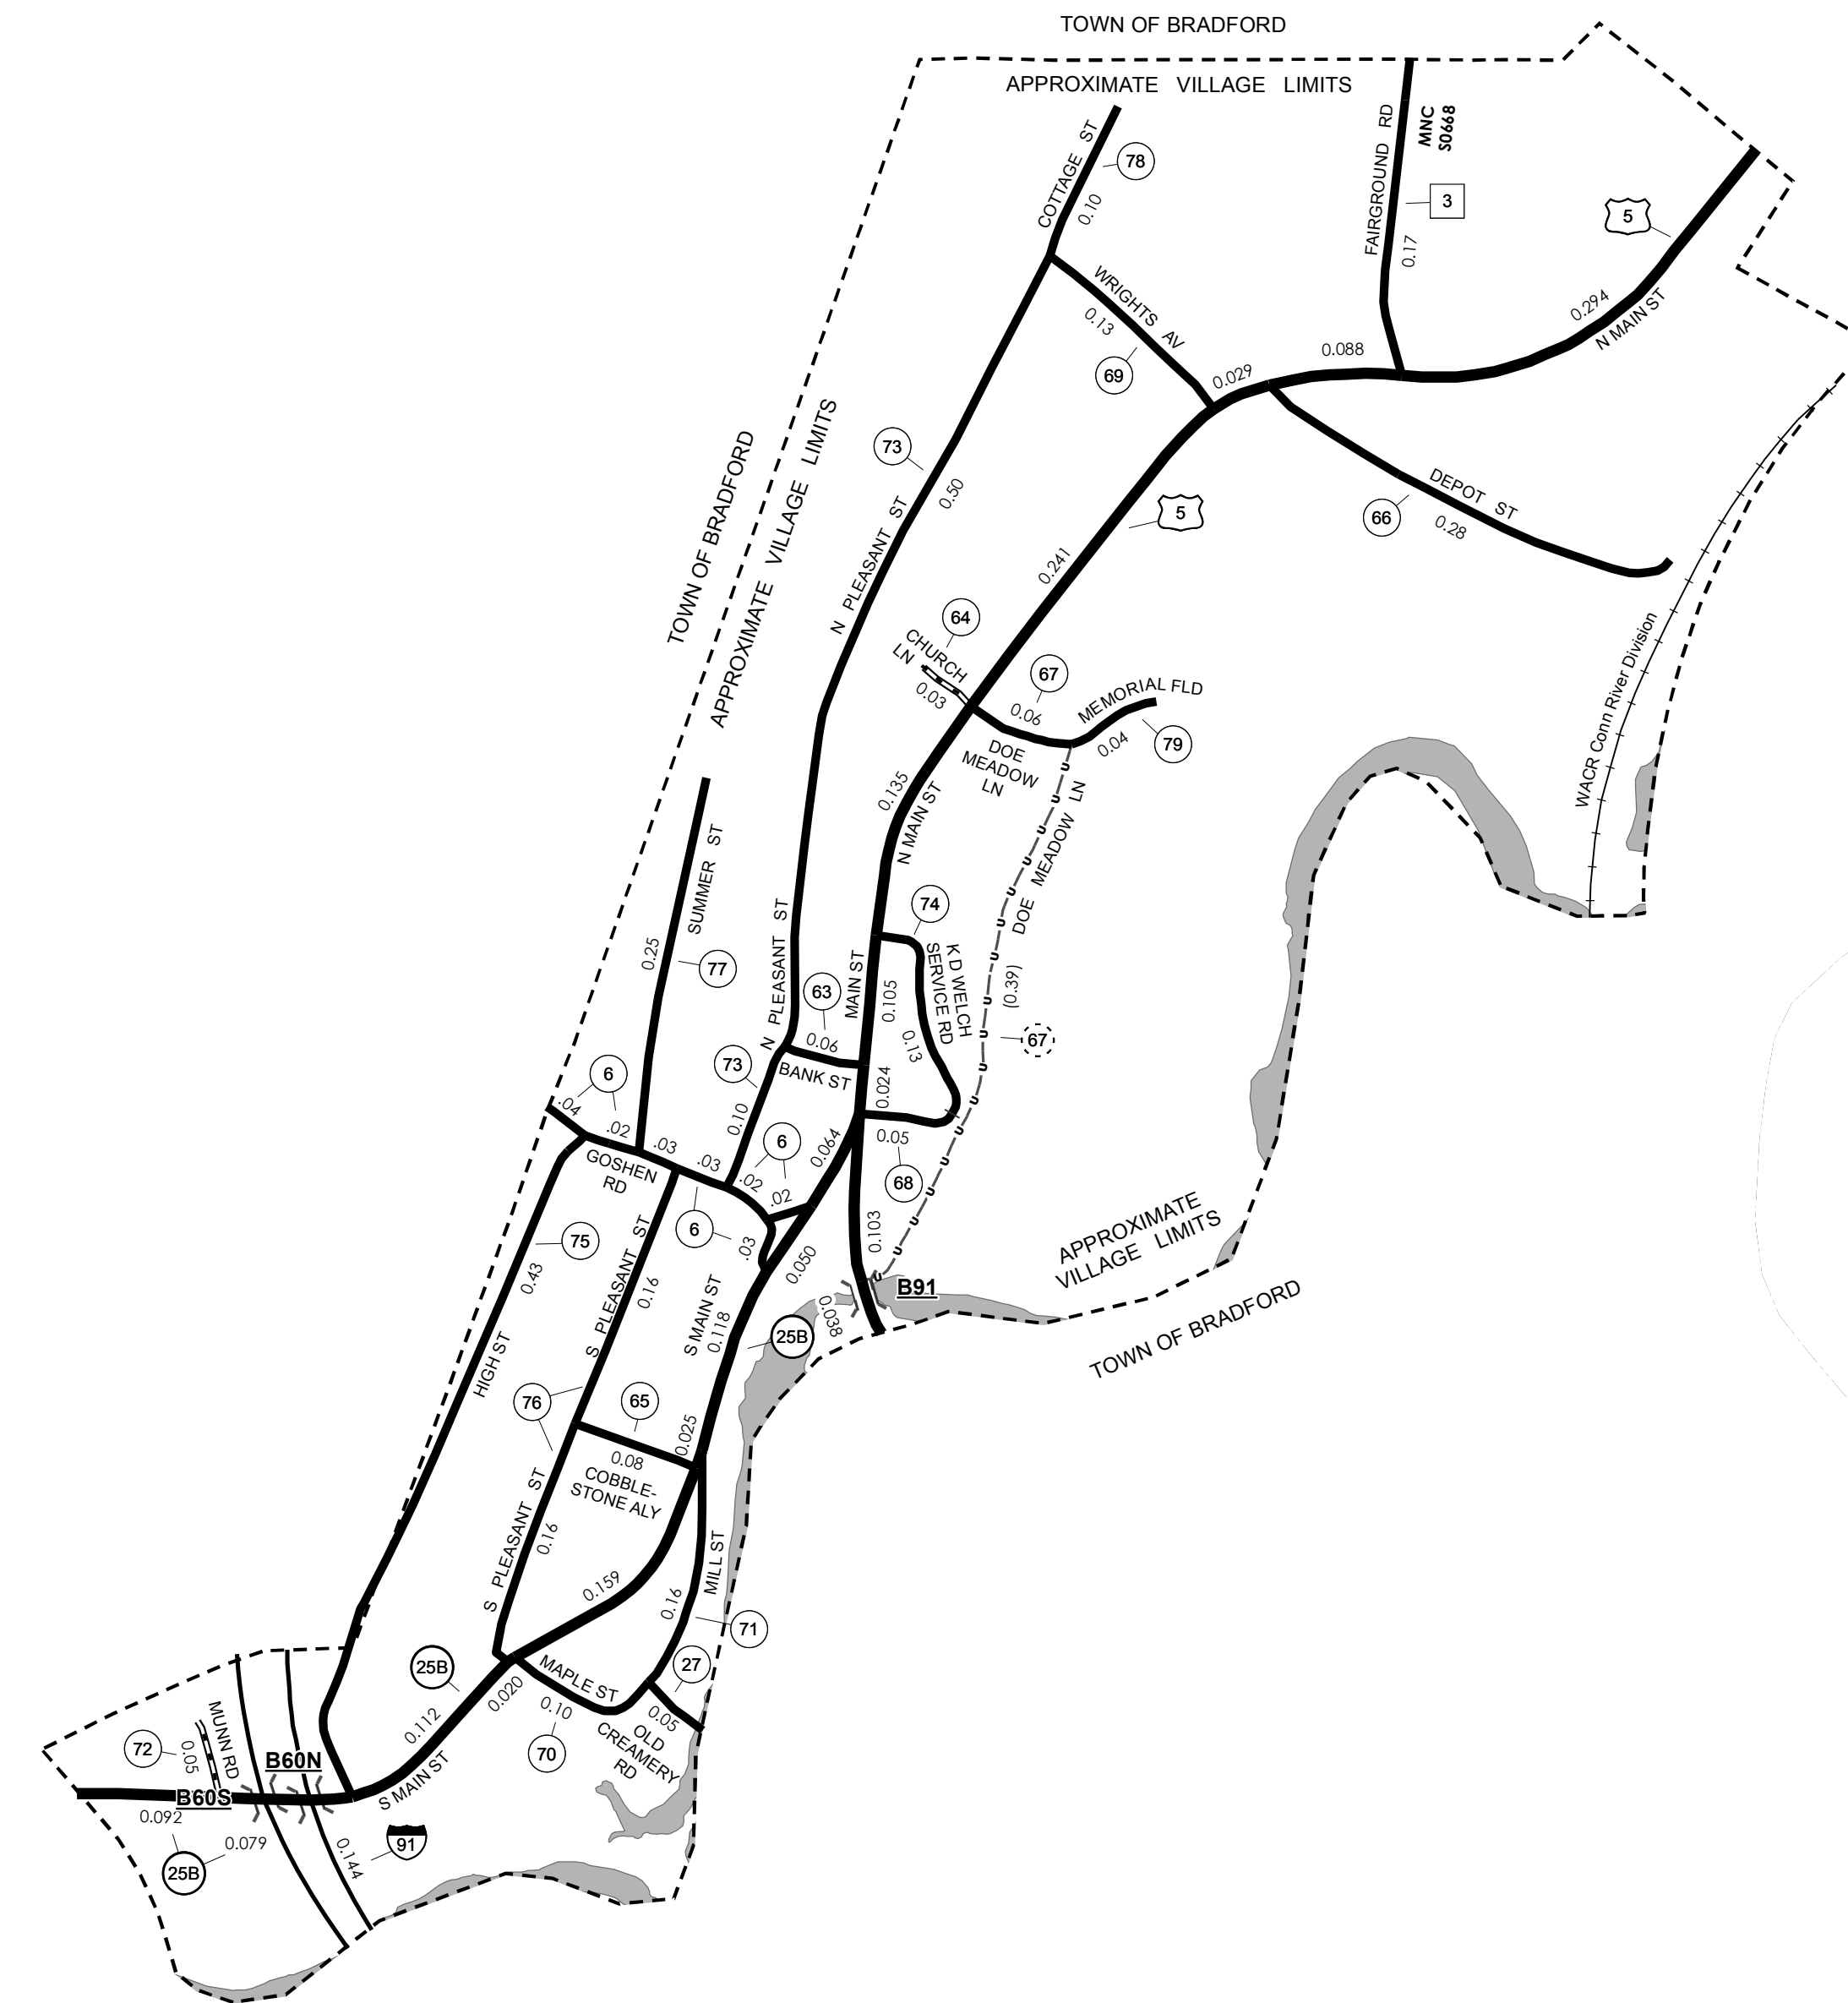 TOWN OF BRADFORD
APPROXIMATE VILLAGE LIMITS
COTTAGE ST
78
0.10
FAIRGROUND RD
MNC
S0668
3
0.17
5
0.294
N MAIN ST
WRIGHTS AV
0.13
69
0.029
0.088
73
0.50
N PLEASANT ST
TOWN OF BRADFORD
APPROXIMATE VILLAGE LIMITS
5
0.241
DEPOT ST
66
0.28
64
CHURCH
LN
0.03
67
0.06
MEMORIAL FLD
0.04
79
DOE
MEADOW
LN
WACR Conn River Division
0.135
N MAIN ST
DOE MEADOW LN
(0.39)
67
SUMMER ST
0.25
77
74
K D WELCH
SERVICE RD
0.105
0.13
MAIN ST
N PLEASANT ST
63
0.06
BANK ST
73
0.10
0.024
6
.04
.02
.03
.03
GOSHEN
RD
6
.02
.02
0.064
0.05
68
6
.03
0.050
0.103
75
0.43
HIGH ST
S PLEASANT ST
0.16
S MAIN ST
0.118
25B
0.038
B91
APPROXIMATE
VILLAGE LIMITS
TOWN OF BRADFORD
76
65
0.08
COBBLE-
STONE ALY
0.025
S PLEASANT ST
0.16
0.159
MILL ST
0.16
71
25B
0.020
MAPLE ST
0.10
70
27
0.05
OLD
CREAMERY
RD
0.112
S MAIN ST
72
0.05
MUNN RD
B60N
B60S
0.092
0.079
25B
0.144
91